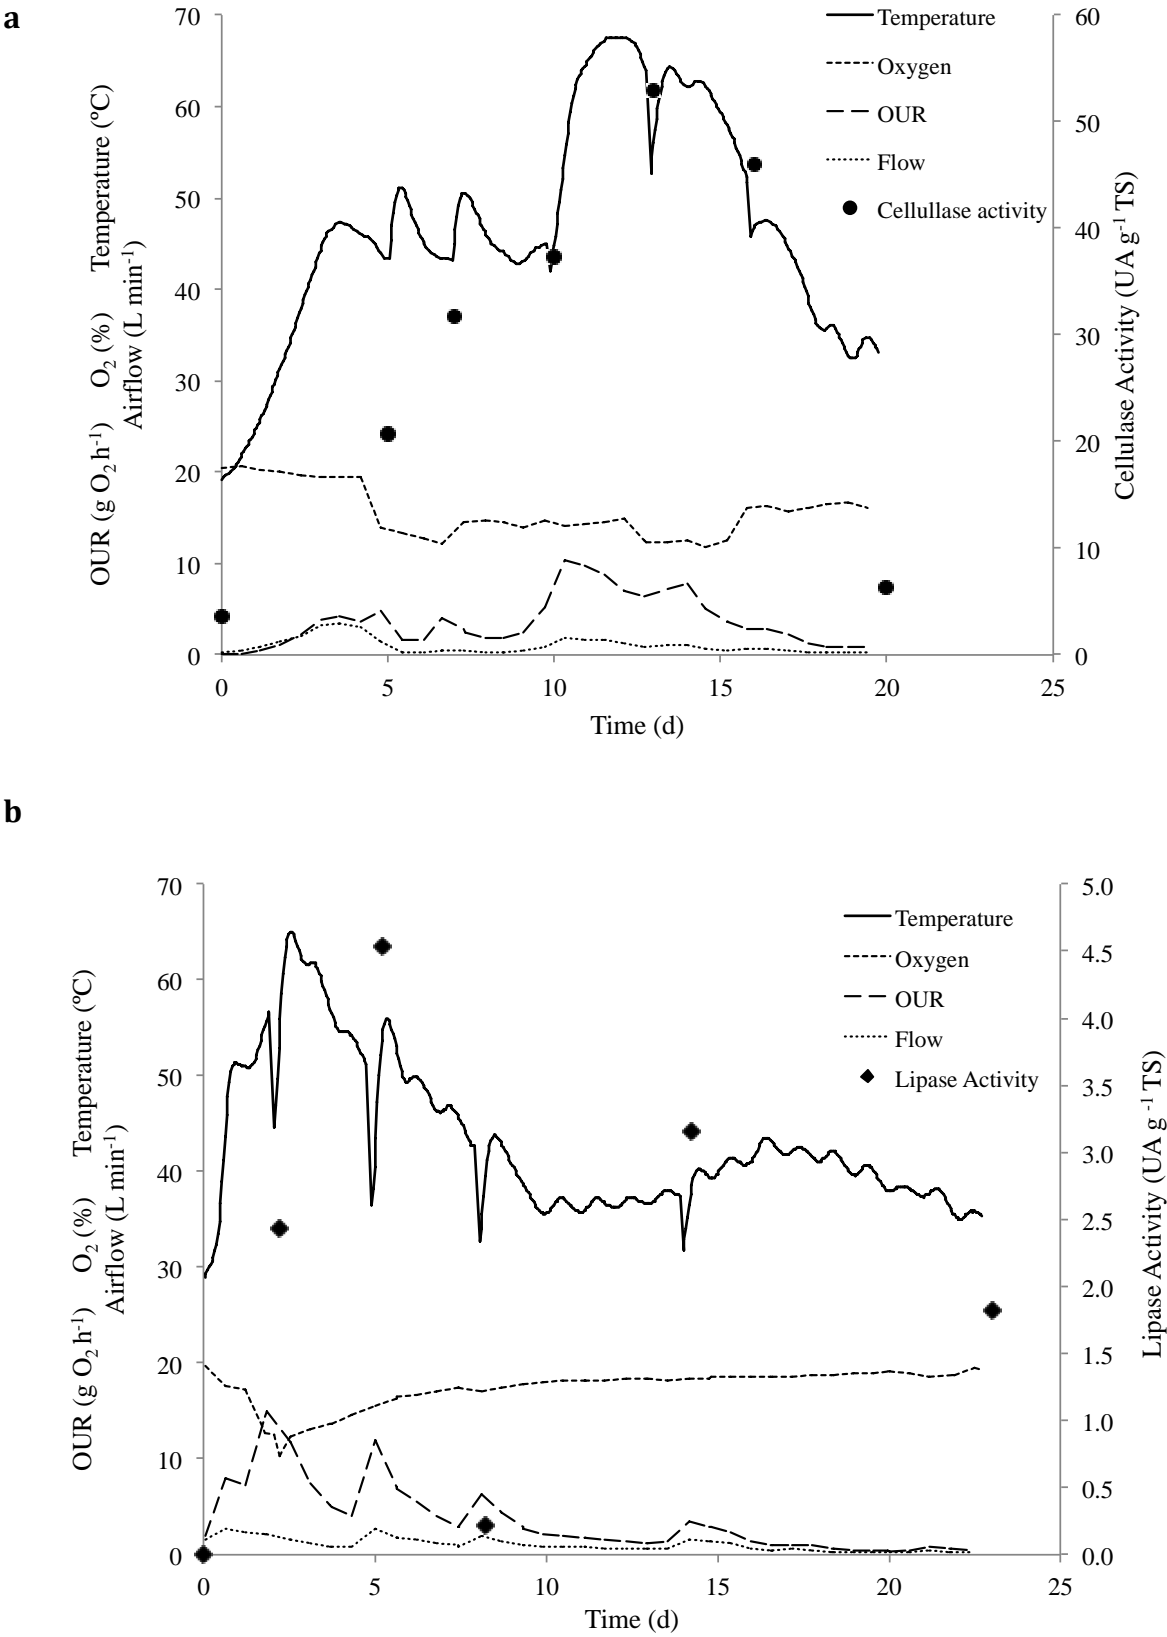 a
70
60
50
40
30
20
10
0
OUR (g O₂ h⁻¹) O₂ (%) Temperature (ºC)
Airflow (L min⁻¹)
Temperature
Oxygen
OUR
Flow
Cellullase activity
60
50
40
30
20
10
0
Cellulase Activity (UA g⁻¹ TS)
0 5 10 15 20 25
Time (d)
b
70
60
50
40
30
20
10
0
OUR (g O₂ h⁻¹) O₂ (%) Temperature (ºC)
Airflow (L min⁻¹)
Temperature
Oxygen
OUR
Flow
Lipase Activity
5.0
4.5
4.0
3.5
3.0
2.5
2.0
1.5
1.0
0.5
0.0
Lipase Activity (UA g ⁻¹ TS)
0 5 10 15 20 25
Time (d)